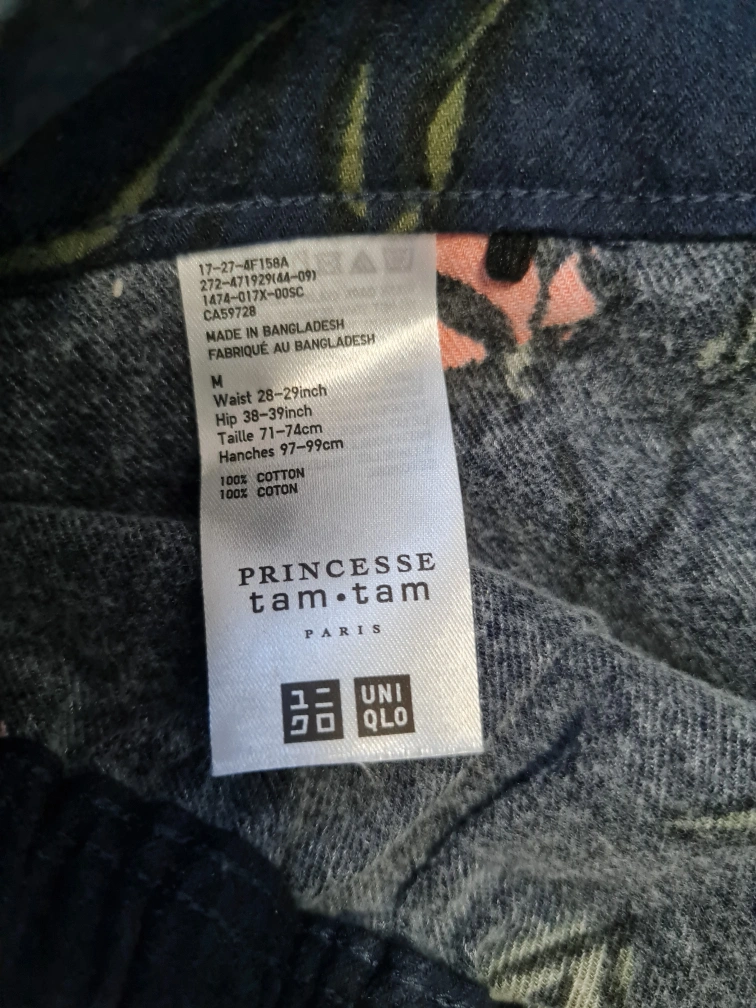 17-27-4F158A
272-471929(44-09)
1474-017X-00SC
CA59728
MADE IN BANGLADESH
FABRIQUÉ AU BANGLADESH
M
Waist 28-29inch
Hip 38-39inch
Taille 71-74cm
Hanches 97-99cm
100% COTTON
100% COTON
PRINCESSE
tam•tam
PARIS
ユニ UNI
クロ QLO